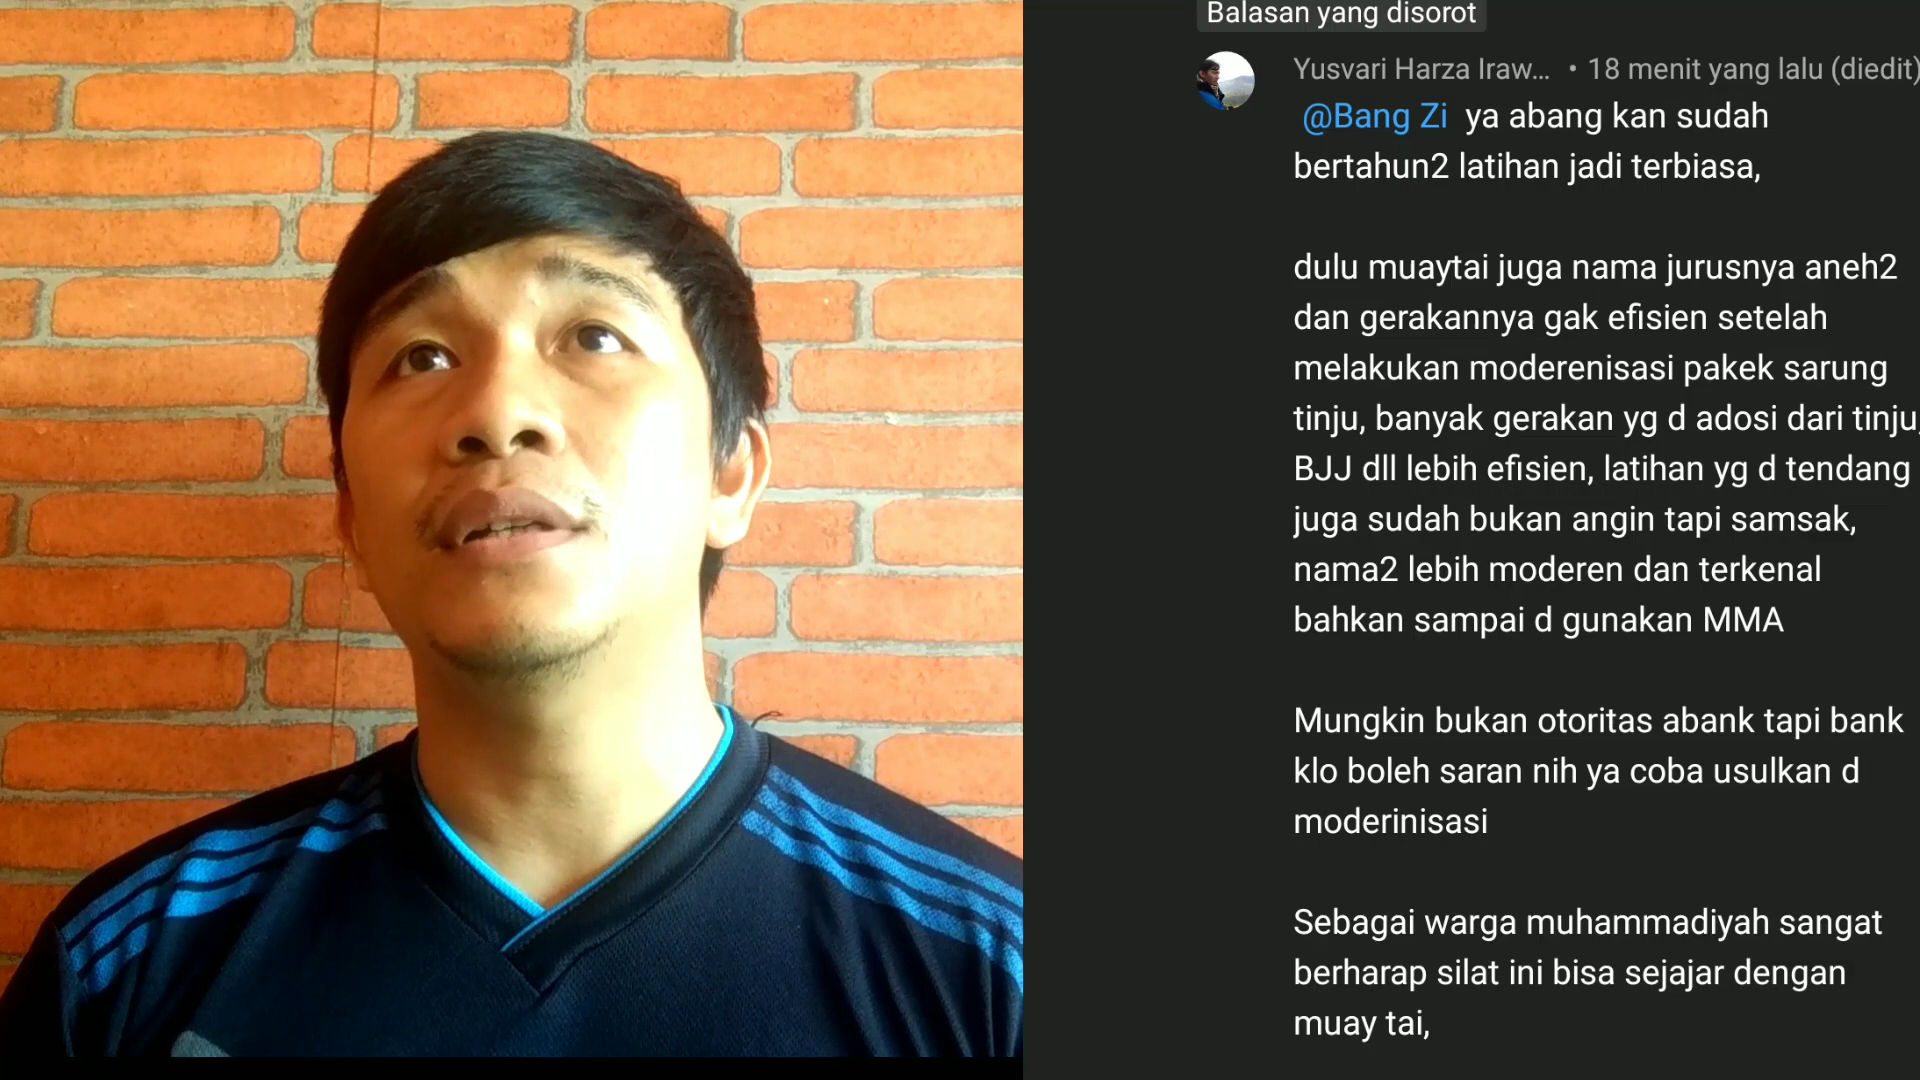 Balasan yang disorot
Yusvari Harza Iraw... • 18 menit yang lalu (diedit)
@Bang Zi ya abang kan sudah
bertahun2 latihan jadi terbiasa,
dulu muaytai juga nama jurusnya aneh2
dan gerakannya gak efisien setelah
melakukan moderenisasi pakek sarung
tinju, banyak gerakan yg d adosi dari tinju,
BJJ dll lebih efisien, latihan yg d tendang
juga sudah bukan angin tapi samsak,
nama2 lebih moderen dan terkenal
bahkan sampai d gunakan MMA
Mungkin bukan otoritas abank tapi bank
klo boleh saran nih ya coba usulkan d
moderinisasi
Sebagai warga muhammadiyah sangat
berharap silat ini bisa sejajar dengan
muay tai,